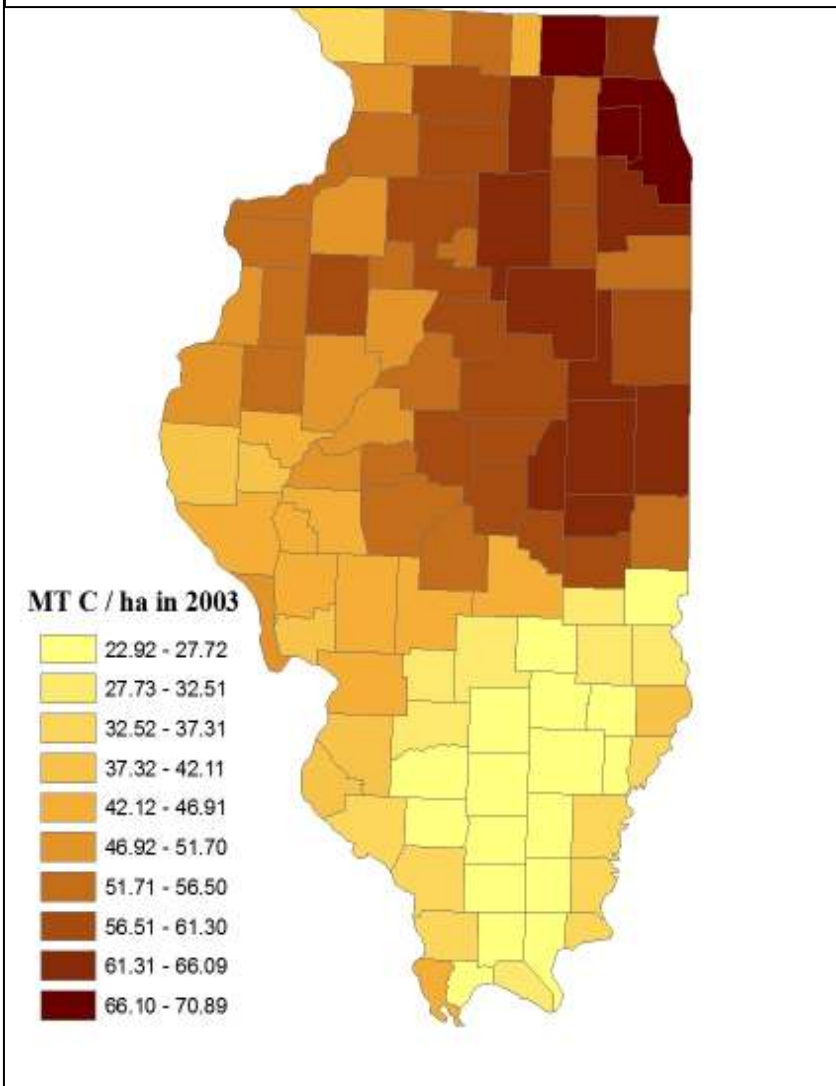 MT C / ha in 2003
22.92 - 27.72
27.73 - 32.51
32.52 - 37.31
37.32 - 42.11
42.12 - 46.91
46.92 - 51.70
51.71 - 56.50
56.51 - 61.30
61.31 - 66.09
66.10 - 70.89